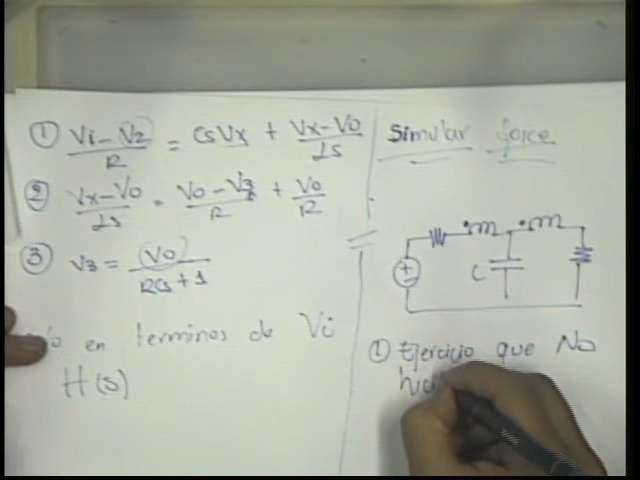 ① Vi-V2/R = CsVx + Vx-Vo/Ls
② Vx-Vo/Ls = Vo-V3/R + Vo/R
③ V3 = Vo/RCs+1
en terminos de Vi
H(s)
Simular
+
-
C
① Ejercicio que No